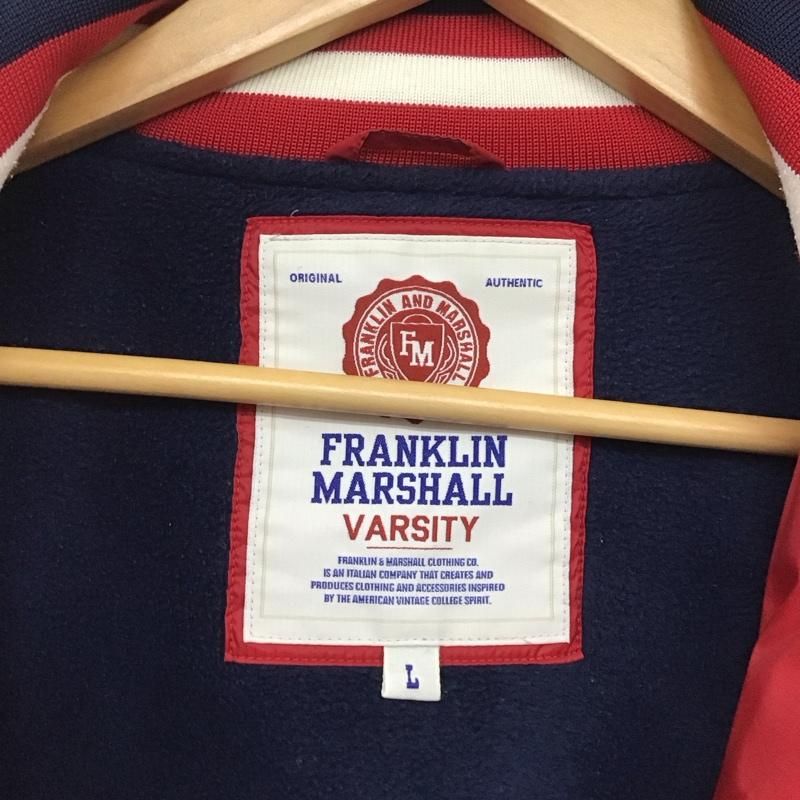 ORIGINAL
AUTHENTIC
FRANKLIN AND MARSHALL
FM
FRANKLIN
MARSHALL
VARSITY
FRANKLIN & MARSHALL CLOTHING CO.
IS AN ITALIAN COMPANY THAT CREATES AND
PRODUCES CLOTHING AND ACCESSORIES INSPIRED
BY THE AMERICAN VINTAGE COLLEGE SPIRIT.
L